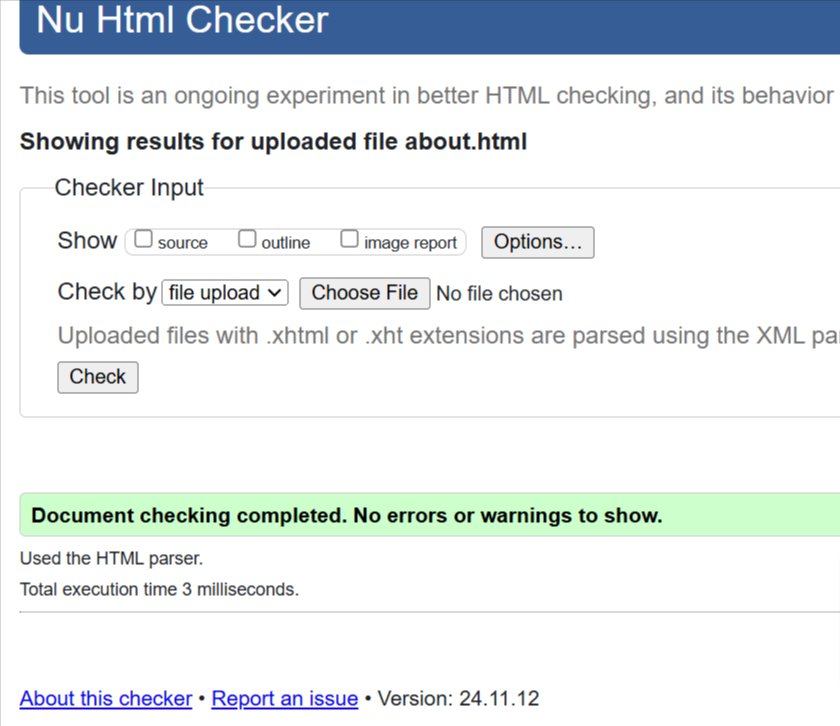 Nu Html Checker
This tool is an ongoing experiment in better HTML checking, and its behavior
Showing results for uploaded file about.html
Checker Input
Show source outline image report Options...
Check by file upload Choose File No file chosen
Uploaded files with .xhtml or .xht extensions are parsed using the XML par
Check
Document checking completed. No errors or warnings to show.
Used the HTML parser.
Total execution time 3 milliseconds.
About this checker • Report an issue • Version: 24.11.12